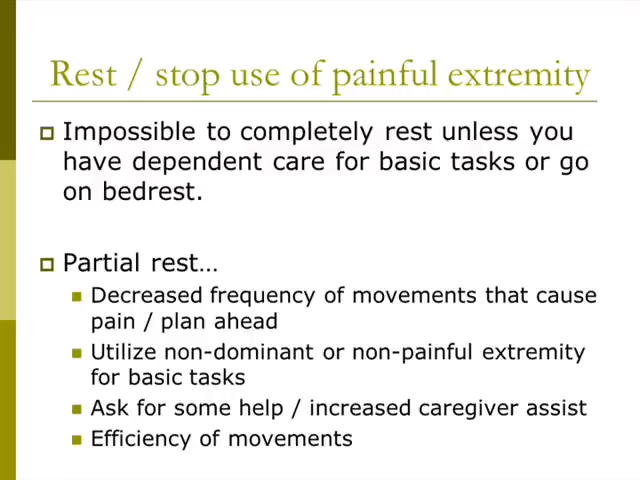 Rest / stop use of painful extremity
Impossible to completely rest unless you
have dependent care for basic tasks or go
on bedrest.
Partial rest…
Decreased frequency of movements that cause
pain / plan ahead
Utilize non-dominant or non-painful extremity
for basic tasks
Ask for some help / increased caregiver assist
Efficiency of movements